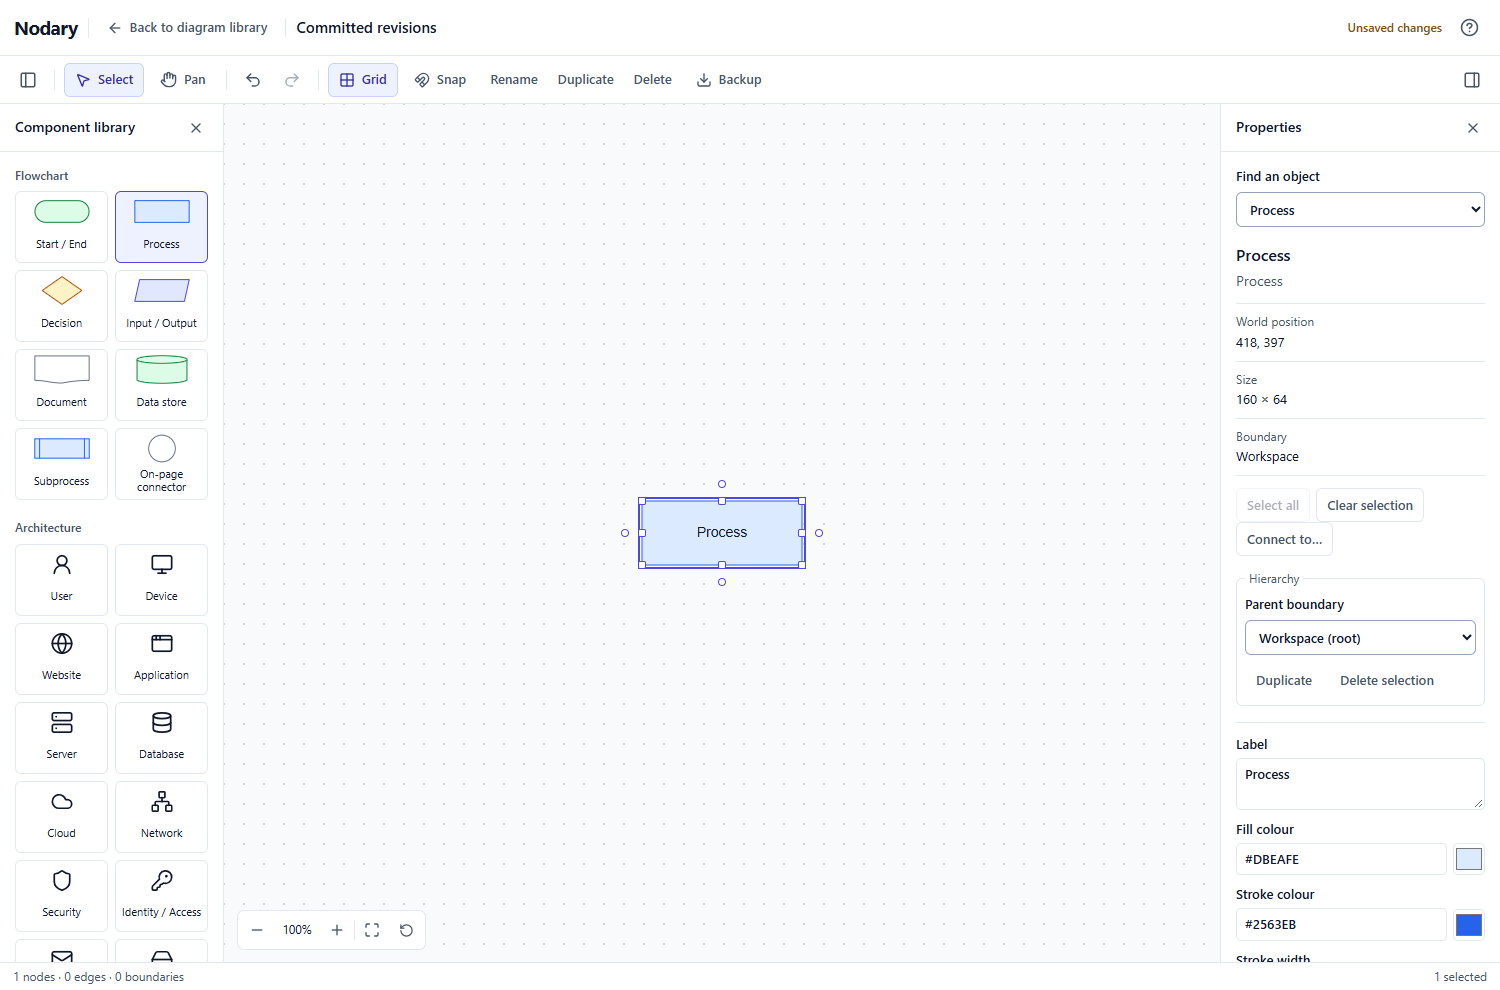 Nodary
Back to diagram library
Committed revisions
Unsaved changes
Select
Pan
Grid
Snap
Rename
Duplicate
Delete
Backup
Component library
Flowchart
Start / End
Process
Decision
Input / Output
Document
Data store
Subprocess
On-page
connector
Architecture
User
Device
Website
Application
Server
Database
Cloud
Network
Security
Identity / Access
Process
100%
Properties
Find an object
Process
Process
Process
World position
418, 397
Size
160 × 64
Boundary
Workspace
Select all
Clear selection
Connect to...
Hierarchy
Parent boundary
Workspace (root)
Duplicate
Delete selection
Label
Process
Fill colour
#DBEAFE
Stroke colour
#2563EB
Stroke width
1 nodes · 0 edges · 0 boundaries
1 selected